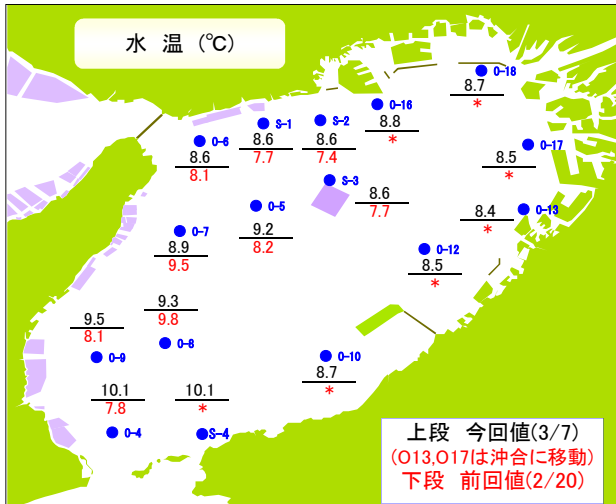 水 温 (℃)
O-18
8.7
*
O-16
8.8
*
S-1
8.6
7.7
S-2
8.6
7.4
O-6
8.6
8.1
O-17
8.5
*
S-3
8.6
7.7
O-5
9.2
8.2
O-13
8.4
*
O-7
8.9
9.5
O-12
8.5
*
9.3
9.8
O-8
9.5
8.1
O-9
O-10
8.7
*
10.1
7.8
O-4
10.1
*
S-4
上段 今回値(3/7)
(O13,O17は沖合に移動)
下段 前回値(2/20)